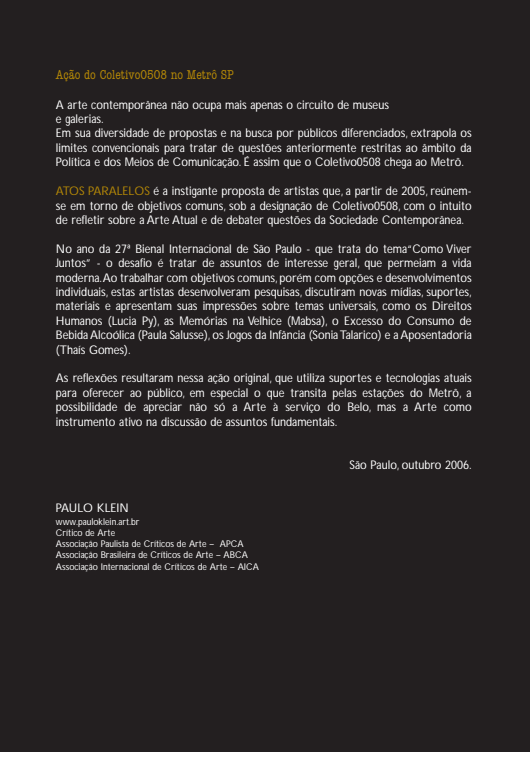 Ação do Coletivo0508 no Metrô SP
A arte contemporânea não ocupa mais apenas o circuito de museus
e galerias.
Em sua diversidade de propostas e na busca por públicos diferenciados, extrapola os
limites convencionais para tratar de questões anteriormente restritas ao âmbito da
Política e dos Meios de Comunicação. É assim que o Coletivo0508 chega ao Metrô.
ATOS PARALELOS é a instigante proposta de artistas que, a partir de 2005, reúnem-
se em torno de objetivos comuns, sob a designação de Coletivo0508, com o intuito
de refletir sobre a Arte Atual e de debater questões da Sociedade Contemporânea.
No ano da 27ª Bienal Internacional de São Paulo - que trata do tema "Como Viver
Juntos" - o desafio é tratar de assuntos de interesse geral, que permeiam a vida
moderna. Ao trabalhar com objetivos comuns, porém com opções e desenvolvimentos
individuais, estas artistas desenvolveram pesquisas, discutiram novas mídias, suportes,
materiais e apresentam suas impressões sobre temas universais, como os Direitos
Humanos (Lucia Py), as Memórias na Velhice (Mabsa), o Excesso do Consumo de
Bebida Alcoólica (Paula Salusse), os Jogos da Infância (Sonia Talarico) e a Aposentadoria
(Thaís Gomes).
As reflexões resultaram nessa ação original, que utiliza suportes e tecnologias atuais
para oferecer ao público, em especial o que transita pelas estações do Metrô, a
possibilidade de apreciar não só a Arte à serviço do Belo, mas a Arte como
instrumento ativo na discussão de assuntos fundamentais.
São Paulo, outubro 2006.
PAULO KLEIN
www.pauloklein.art.br
Crítico de Arte
Associação Paulista de Críticos de Arte – APCA
Associação Brasileira de Críticos de Arte – ABCA
Associação Internacional de Críticos de Arte – AICA